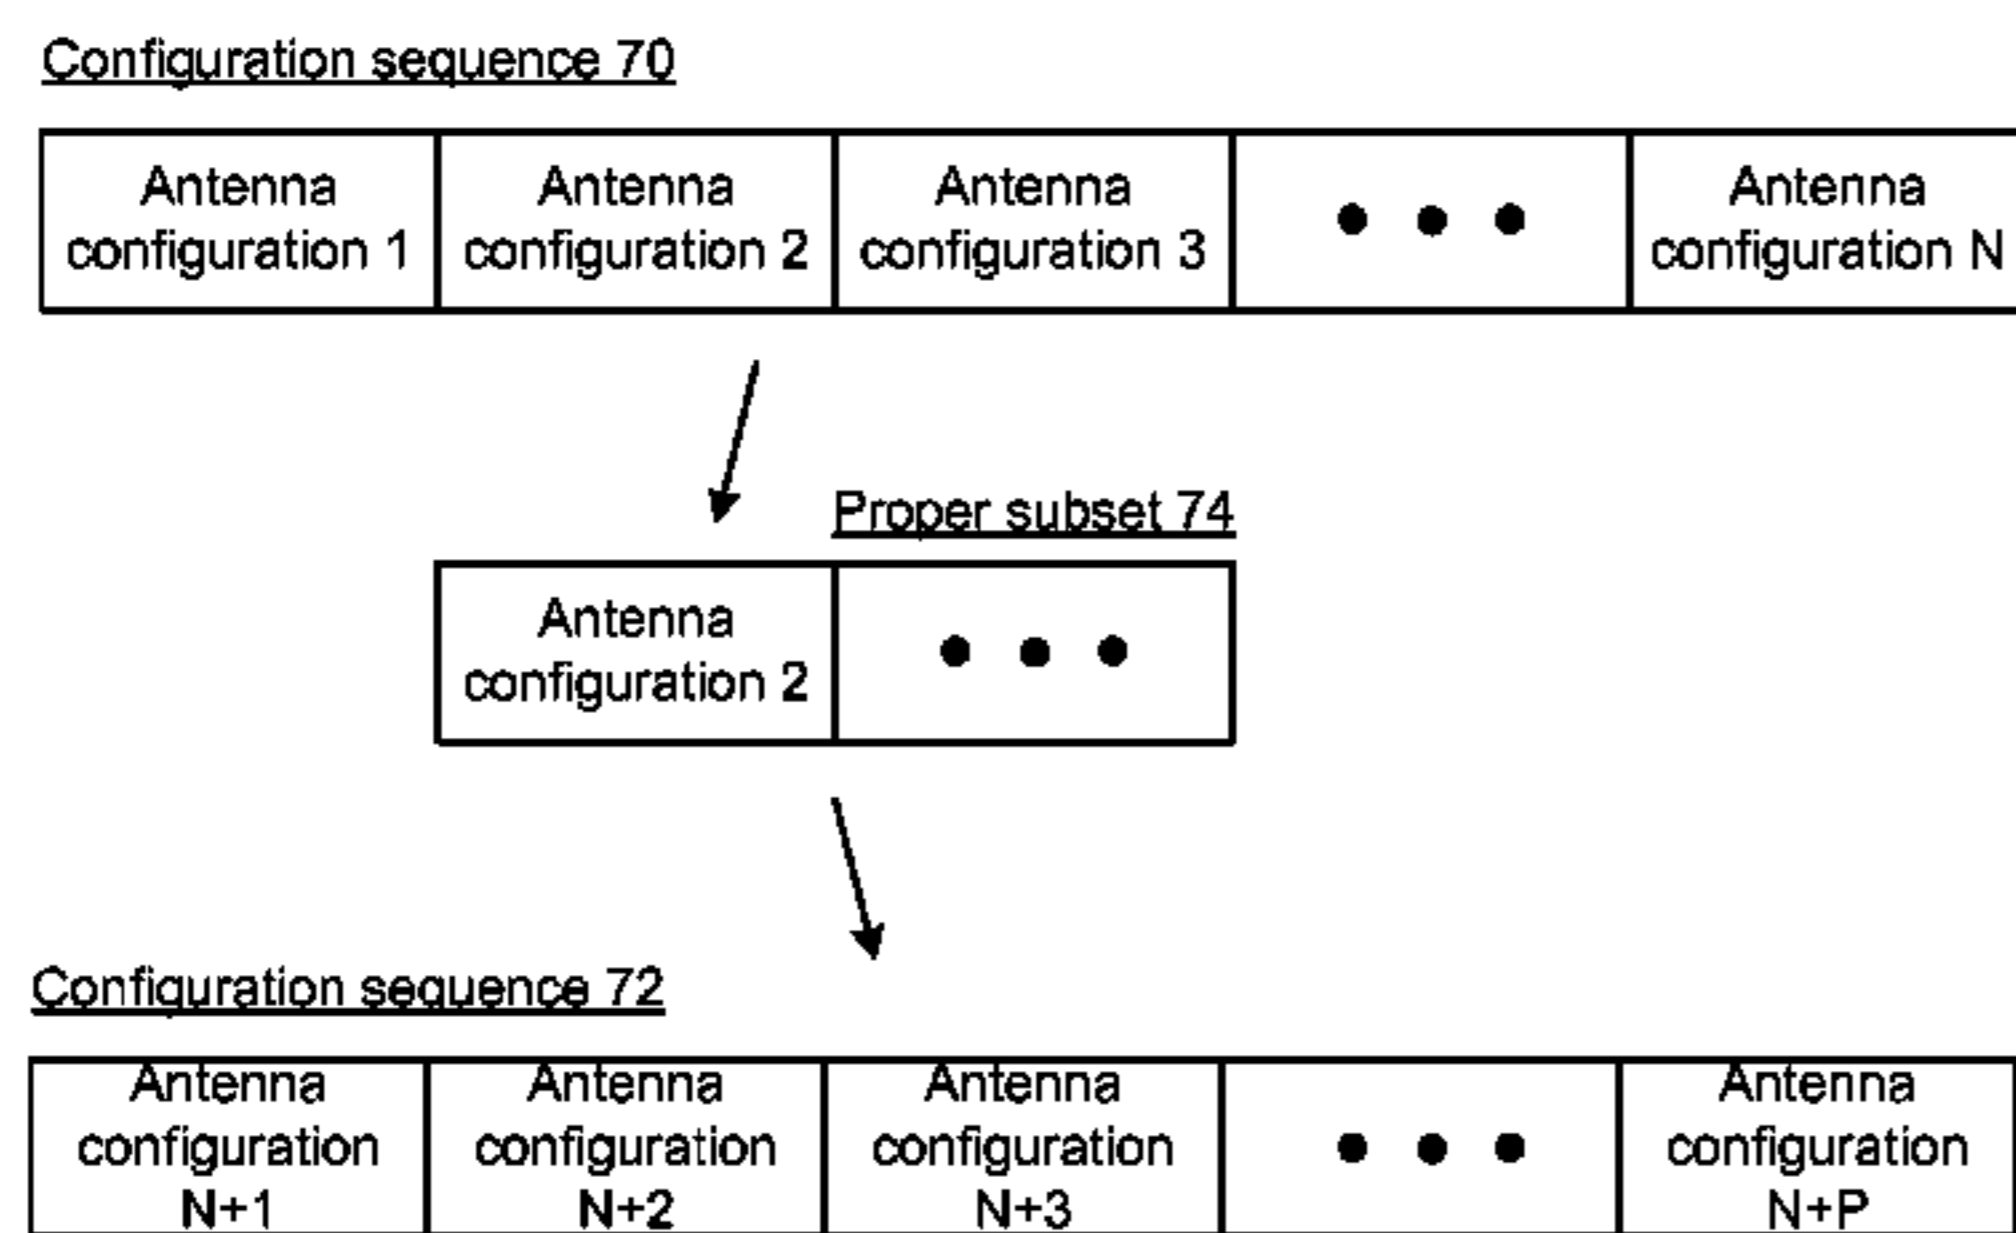 Configuration sequence 70
Antenna
configuration 1
Antenna
configuration 2
Antenna
configuration 3
● ● ●
Antenna
configuration N
Proper subset 74
Antenna
configuration 2
● ● ●
Configuration sequence 72
Antenna
configuration
N+1
Antenna
configuration
N+2
Antenna
configuration
N+3
● ● ●
Antenna
configuration
N+P